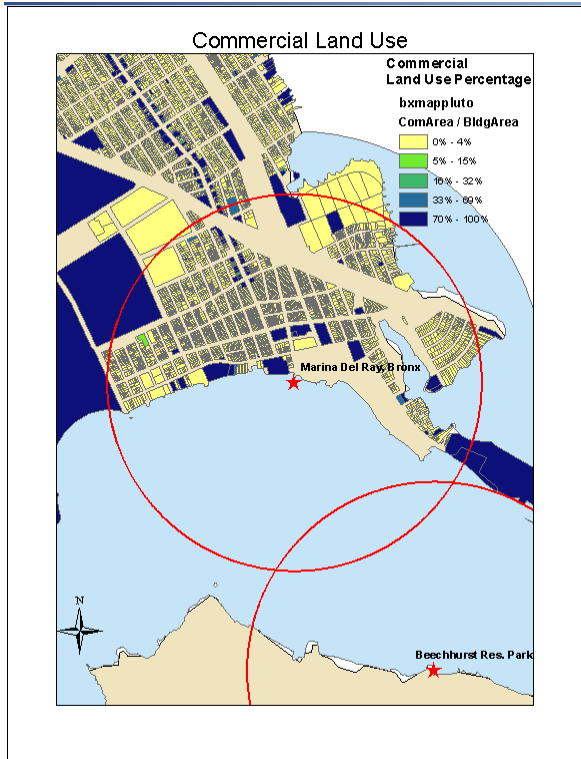 Commercial Land Use
Commercial
Land Use Percentage
bxmappluto
ComArea / BldgArea
0% - 4%
5% - 15%
16% - 32%
33% - 69%
70% - 100%
Marina Del Ray, Bronx
N
Beechhurst Res. Park